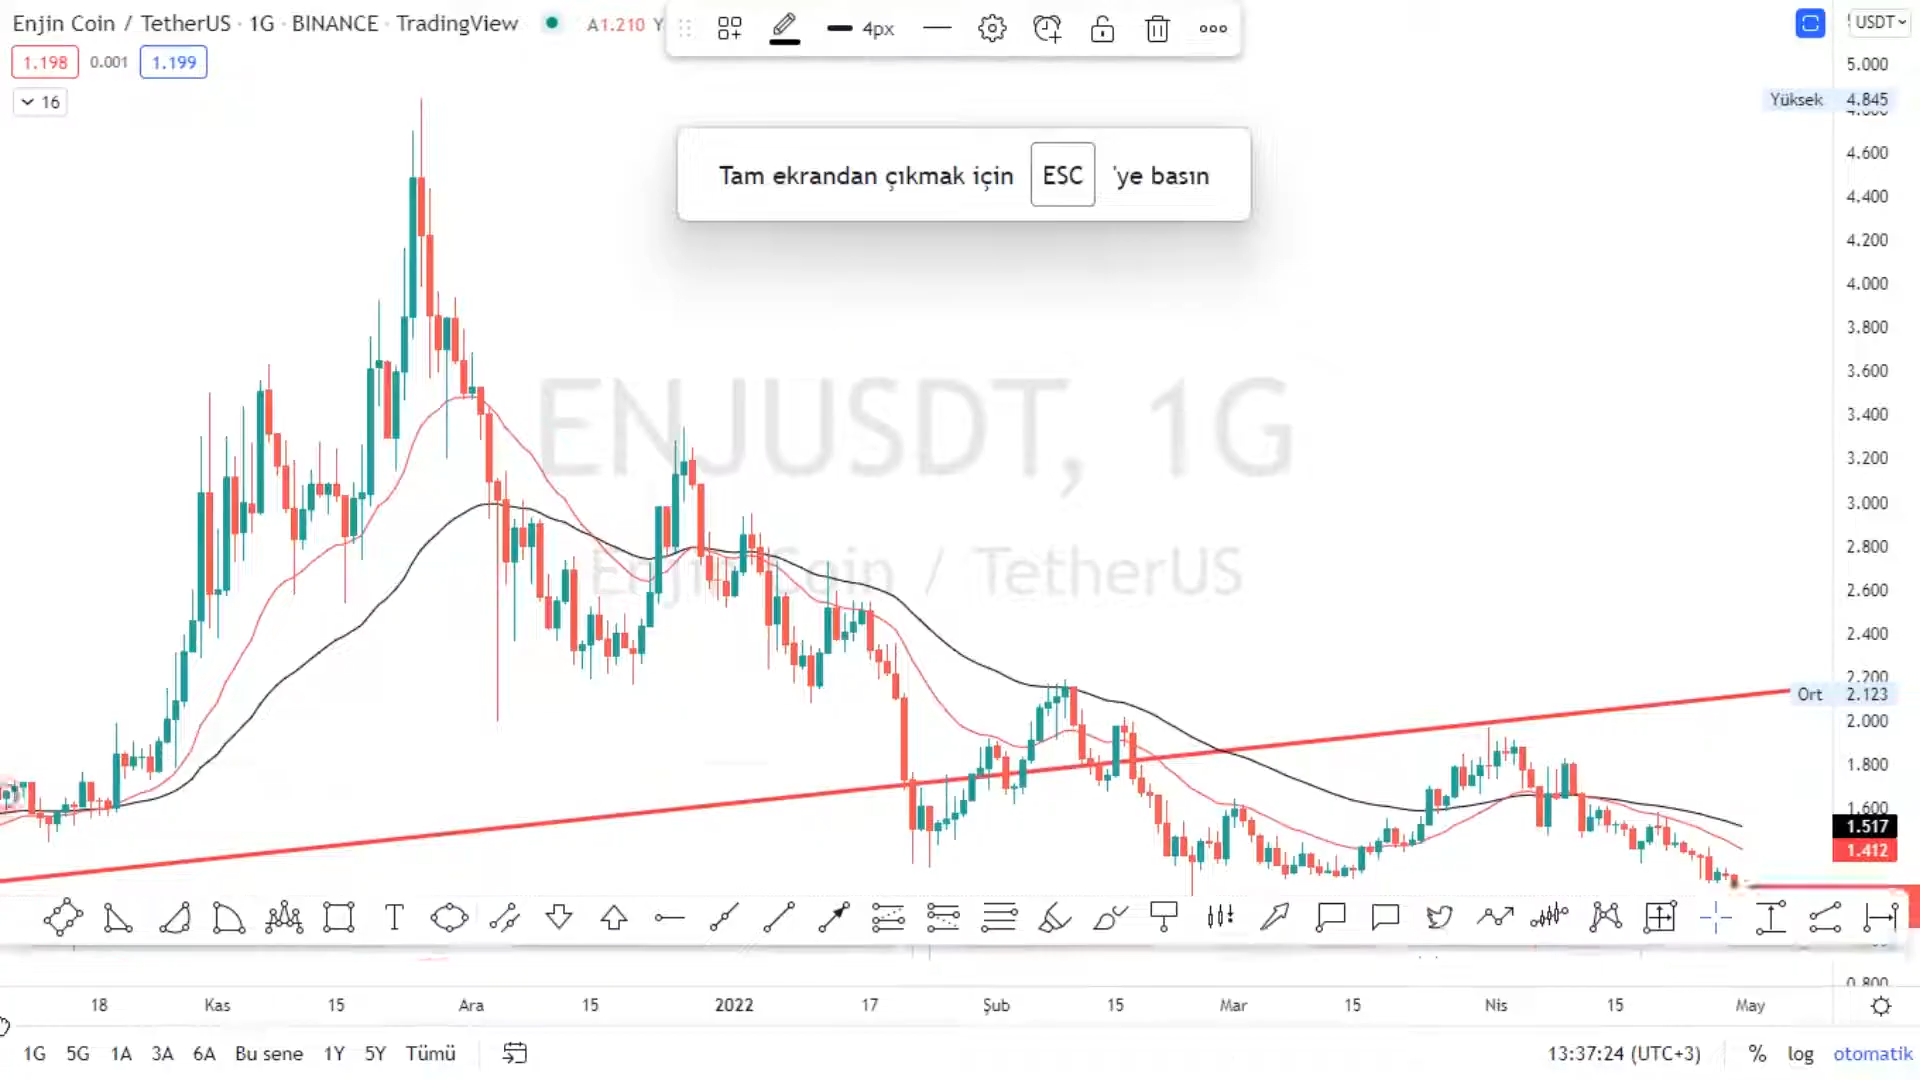 Enjin Coin / TetherUS · 1G · BINANCE · TradingView
A1.210 Y
4px
USDT
1.198 0.001 1.199
16
Tam ekrandan çıkmak için ESC 'ye basın
5.000
Yüksek 4.845
4.600
4.400
4.200
4.000
3.800
3.600
3.400
3.200
3.000
2.800
2.600
2.400
2.200
Ort 2.123
2.000
1.800
1.600
1.517
1.412
0.800
ENJUSDT, 1G
Enjin Coin / TetherUS
T
18 Kas 15 Ara 15 2022 17 Şub 15 Mar 15 Nis 15 May
1G 5G 1A 3A 6A Bu sene 1Y 5Y Tümü
13:37:24 (UTC+3) % log otomatik